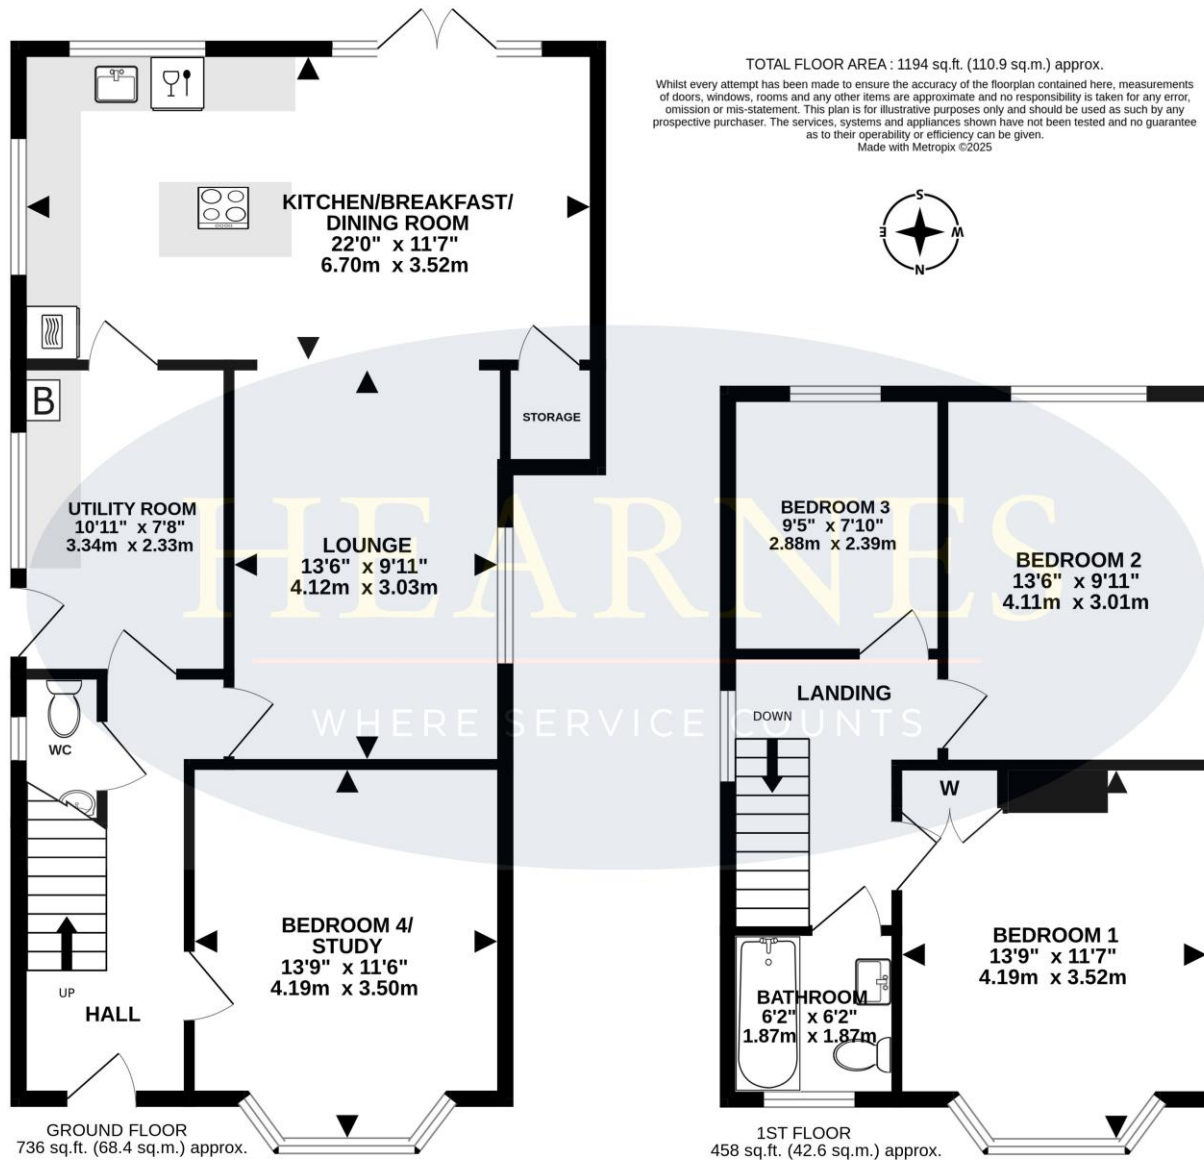 TOTAL FLOOR AREA : 1194 sq.ft. (110.9 sq.m.) approx.
Whilst every attempt has been made to ensure the accuracy of the floorplan contained here, measurements
of doors, windows, rooms and any other items are approximate and no responsibility is taken for any error,
omission or mis-statement. This plan is for illustrative purposes only and should be used as such by any
prospective purchaser. The services, systems and appliances shown have not been tested and no guarantee
as to their operability or efficiency can be given.
Made with Metropix ©2025
S
E
W
N
KITCHEN/BREAKFAST/
DINING ROOM
22'0" x 11'7"
6.70m x 3.52m
B
STORAGE
UTILITY ROOM
10'11" x 7'8"
3.34m x 2.33m
LOUNGE
13'6" x 9'11"
4.12m x 3.03m
WC
BEDROOM 4/
STUDY
13'9" x 11'6"
4.19m x 3.50m
UP
HALL
GROUND FLOOR
736 sq.ft. (68.4 sq.m.) approx.
BEDROOM 3
9'5" x 7'10"
2.88m x 2.39m
BEDROOM 2
13'6" x 9'11"
4.11m x 3.01m
LANDING
DOWN
W
BEDROOM 1
13'9" x 11'7"
4.19m x 3.52m
BATHROOM
6'2" x 6'2"
1.87m x 1.87m
1ST FLOOR
458 sq.ft. (42.6 sq.m.) approx.
HEARNES
WHERE SERVICE COUNTS